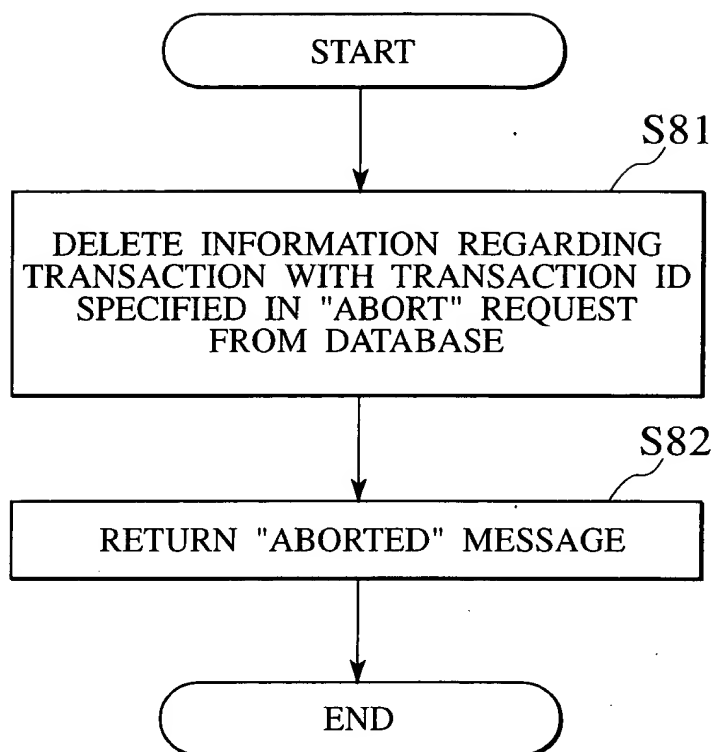 START
S81
DELETE INFORMATION REGARDING
TRANSACTION WITH TRANSACTION ID
SPECIFIED IN "ABORT" REQUEST
FROM DATABASE
S82
RETURN "ABORTED" MESSAGE
END